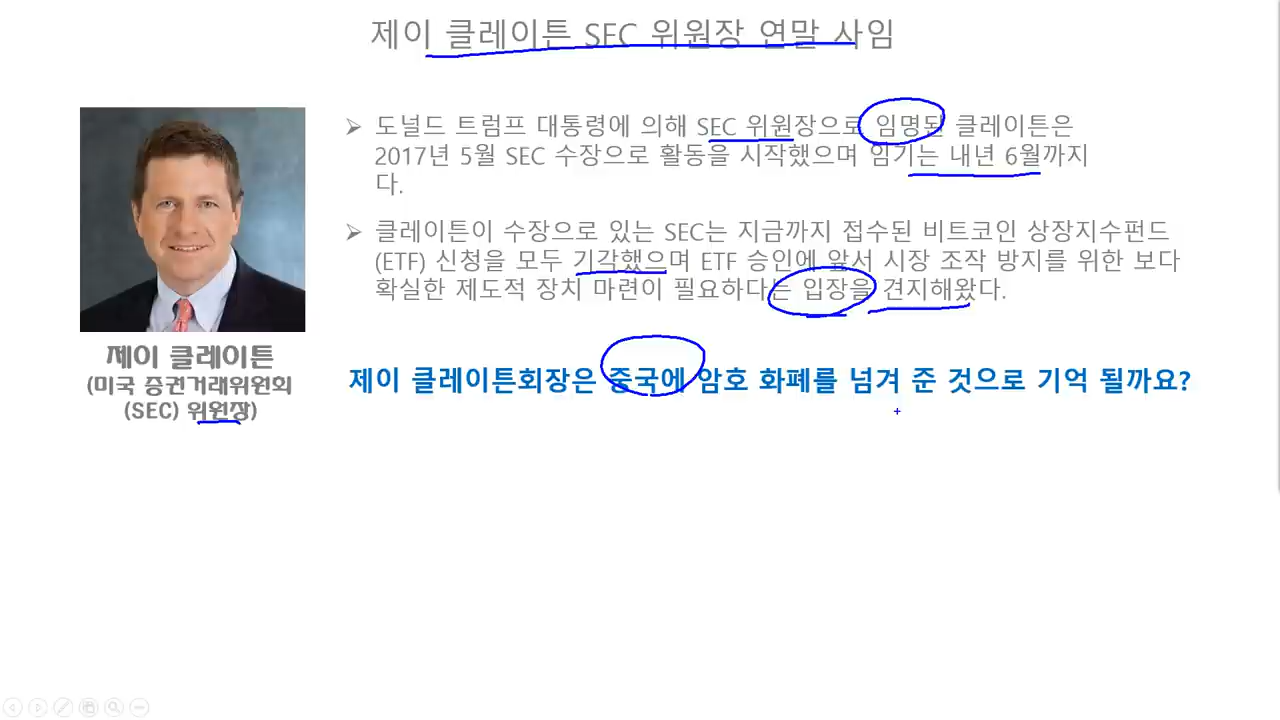 제이 클레이튼 SEC 위원장 연말 사임
➢ 도널드 트럼프 대통령에 의해 SEC 위원장으로 임명된 클레이튼은
2017년 5월 SEC 수장으로 활동을 시작했으며 임기는 내년 6월까지
다.
➢ 클레이튼이 수장으로 있는 SEC는 지금까지 접수된 비트코인 상장지수펀드
(ETF) 신청을 모두 기각했으며 ETF 승인에 앞서 시장 조작 방지를 위한 보다
확실한 제도적 장치 마련이 필요하다는 입장을 견지해왔다.
제이 클레이튼
(미국 증권거래위원회
(SEC) 위원장)
제이 클레이튼회장은 중국에 암호 화폐를 넘겨 준 것으로 기억 될까요?